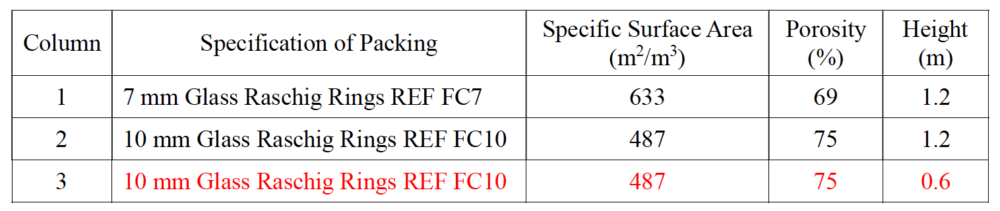 Column Specification of Packing Specific Surface Area (m²/m³) Porosity (%) Height (m)
1 7 mm Glass Raschig Rings REF FC7 633 69 1.2
2 10 mm Glass Raschig Rings REF FC10 487 75 1.2
3 10 mm Glass Raschig Rings REF FC10 487 75 0.6